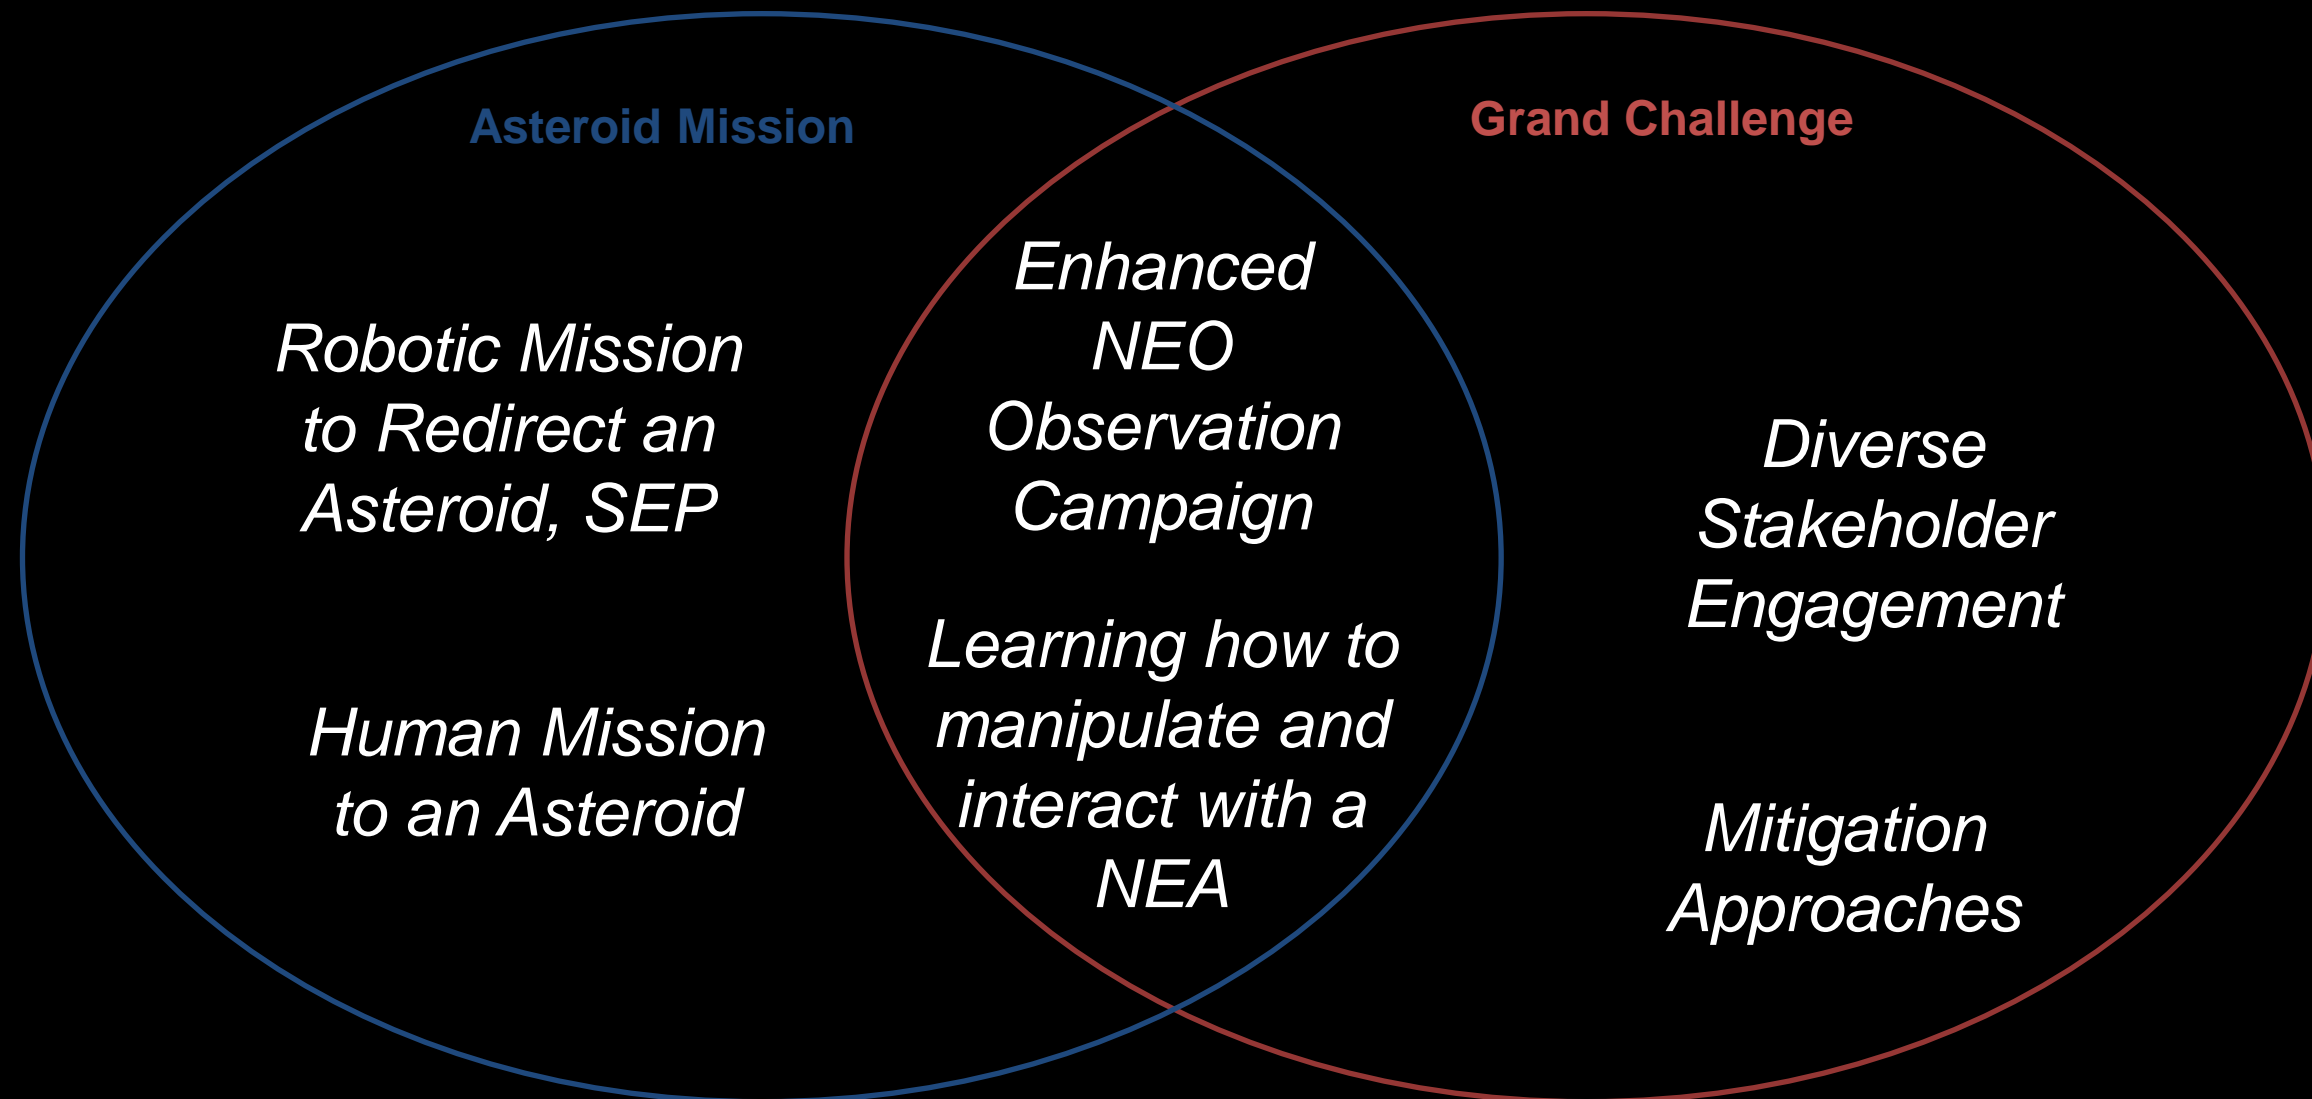 Asteroid Mission
Grand Challenge
Robotic Mission
to Redirect an
Asteroid, SEP
Human Mission
to an Asteroid
Enhanced
NEO
Observation
Campaign
Learning how to
manipulate and
interact with a
NEA
Diverse
Stakeholder
Engagement
Mitigation
Approaches